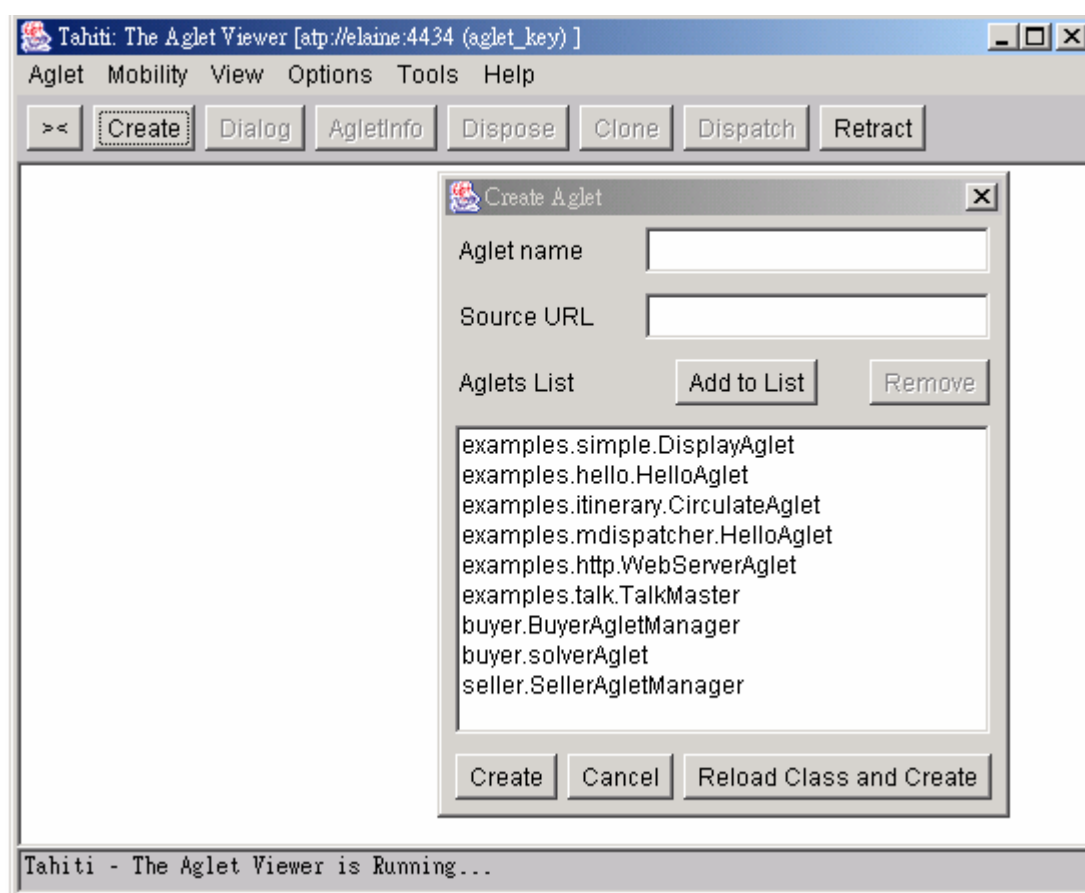 Tahiti: The Aglet Viewer [atp://elaine:4434 (aglet_key) ]
Aglet Mobility View Options Tools Help
>< Create Dialog AgletInfo Dispose Clone Dispatch Retract
Create Aglet
Aglet name
Source URL
Aglets List Add to List Remove
examples.simple.DisplayAglet
examples.hello.HelloAglet
examples.itinerary.CirculateAglet
examples.mdispatcher.HelloAglet
examples.http.WebServerAglet
examples.talk.TalkMaster
buyer.BuyerAgletManager
buyer.solverAglet
seller.SellerAgletManager
Create Cancel Reload Class and Create
Tahiti - The Aglet Viewer is Running...